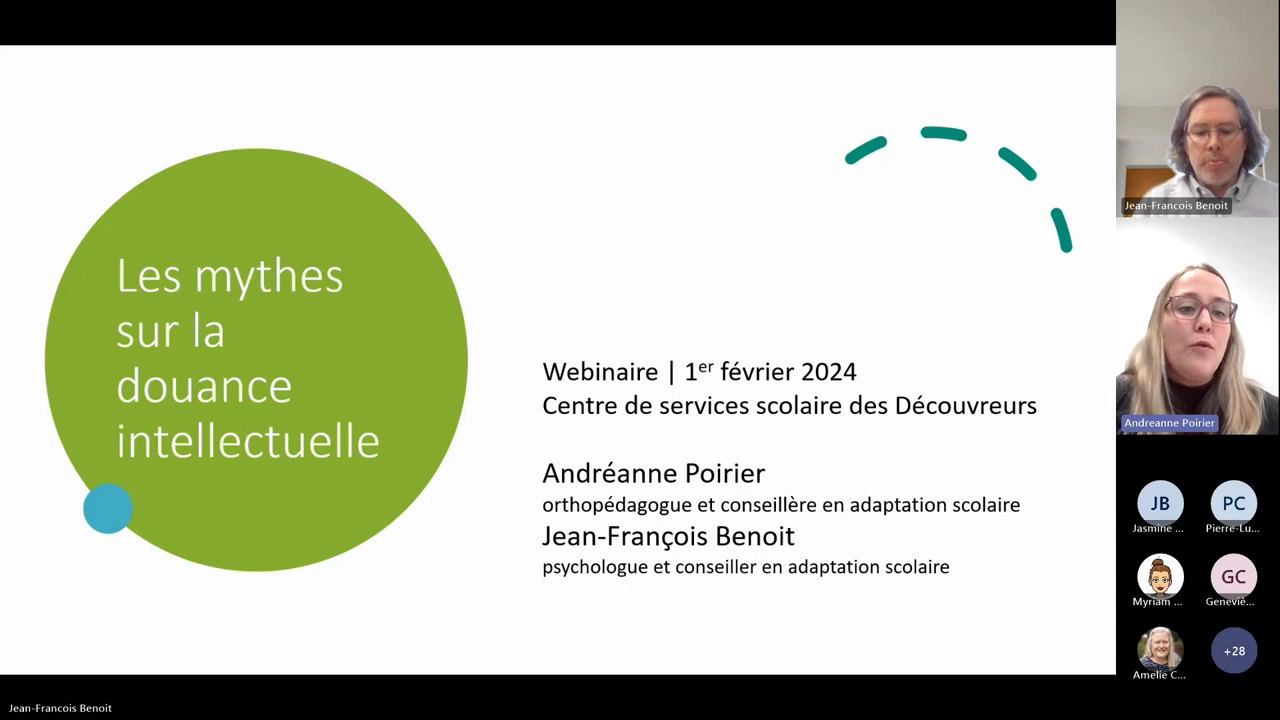 Les mythes
sur la
douance
intellectuelle
Webinaire | 1er février 2024
Centre de services scolaire des Découvreurs
Andréanne Poirier
orthopédagogue et conseillère en adaptation scolaire
Jean-François Benoit
psychologue et conseiller en adaptation scolaire
Jean-Francois Benoit
Andreanne Poirier
JB
Jasmine ...
PC
Pierre-Lu...
Myriam ...
GC
Geneviè...
Amelie C...
+28
Jean-Francois Benoit